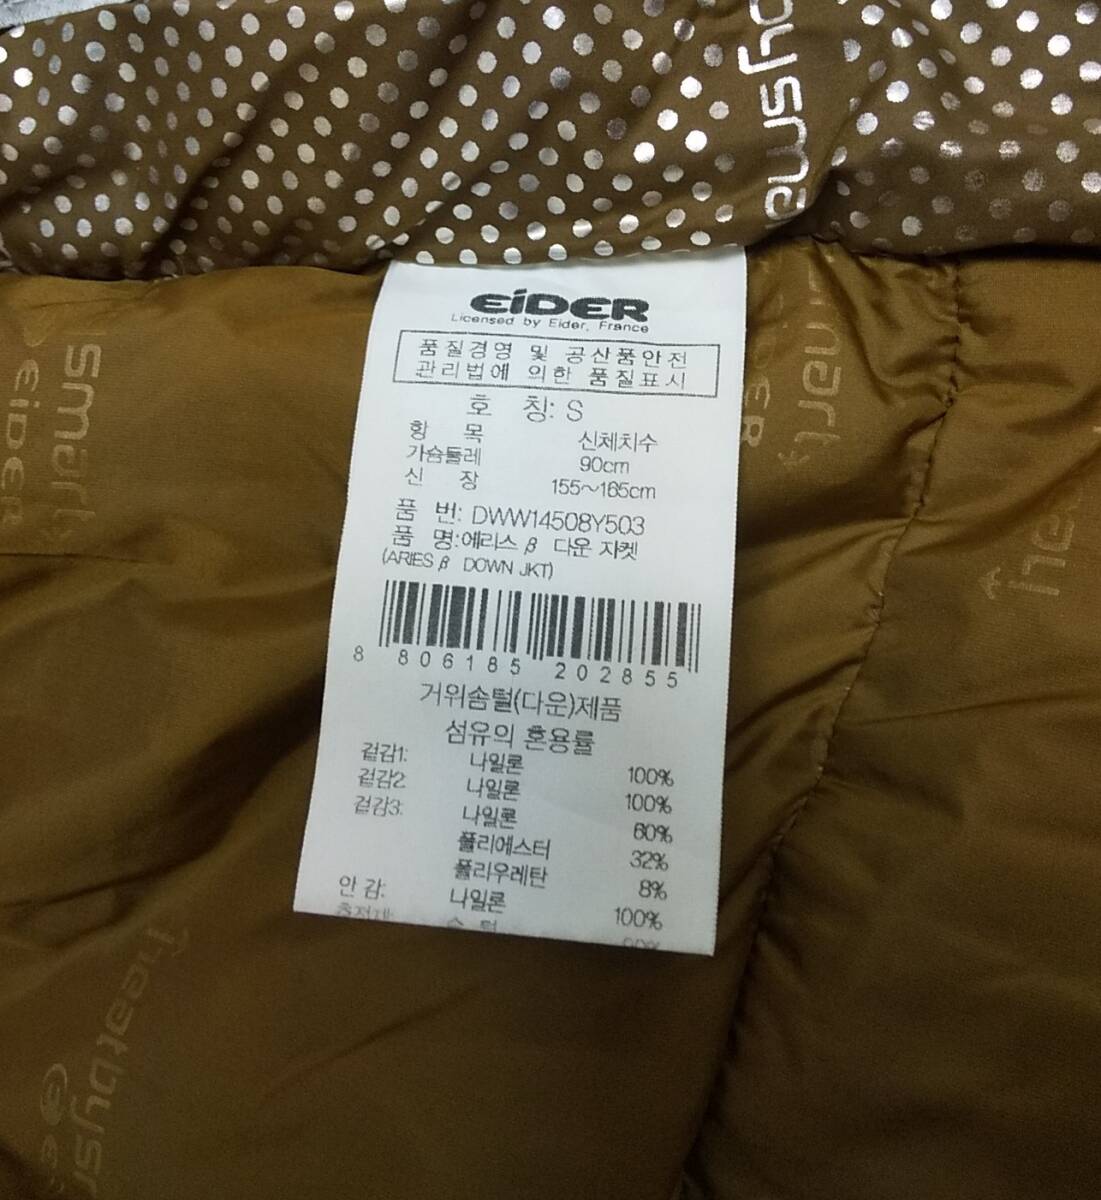 bysma
EiDER
Licensed by Eider, France
품질경영 및 공산품안전
관리법에 의한 품질표시
호 칭: S
항 목 신체치수
가슴둘레 90cm
신 장 155~165cm
품 번: DWW14508Y503
품 명:에리스 β 다운 자켓
(ARIES β DOWN JKT)
8 806185 202855
거위솜털(다운)제품
섬유의 혼용률
겉감1: 나일론 100%
겉감2: 나일론 100%
겉감3: 나일론 60%
폴리에스터 32%
폴리우레탄 8%
안 감: 나일론 100%
smart
EiDER
smart
heatbysm